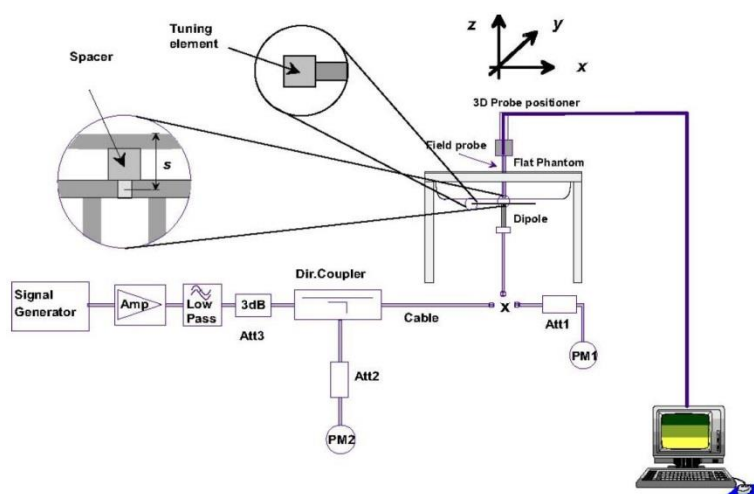 Tuning
element
Spacer
s
z
y
x
3D Probe positioner
Field probe
Flat Phantom
Dipole
Signal
Generator
Amp
Low
Pass
3dB
Att3
Dir.Coupler
Cable
x
Att1
PM1
Att2
PM2